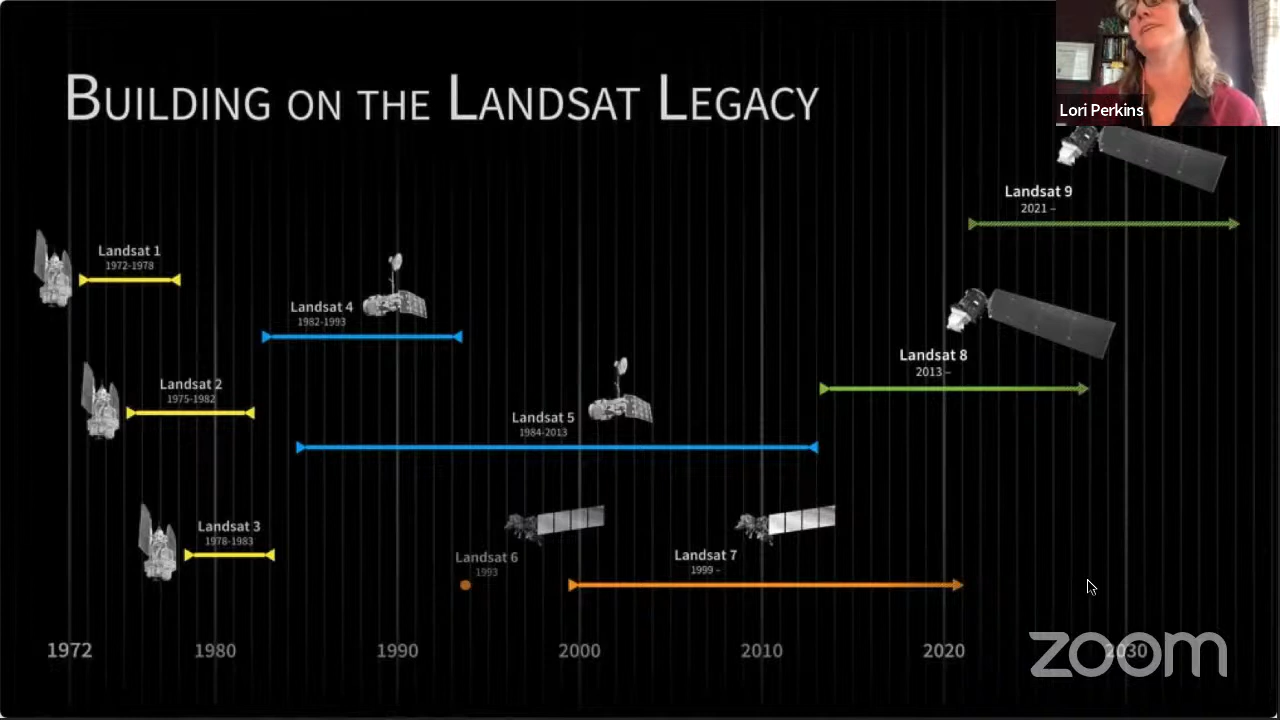 BUILDING ON THE LANDSAT LEGACY
Lori Perkins
Landsat 9
2021 –
Landsat 1
1972-1978
Landsat 4
1982-1993
Landsat 8
2013 –
Landsat 2
1975-1982
Landsat 5
1984-2013
Landsat 3
1978-1983
Landsat 6
1993
Landsat 7
1999 –
1972
1980
1990
2000
2010
2020
2030
zoom